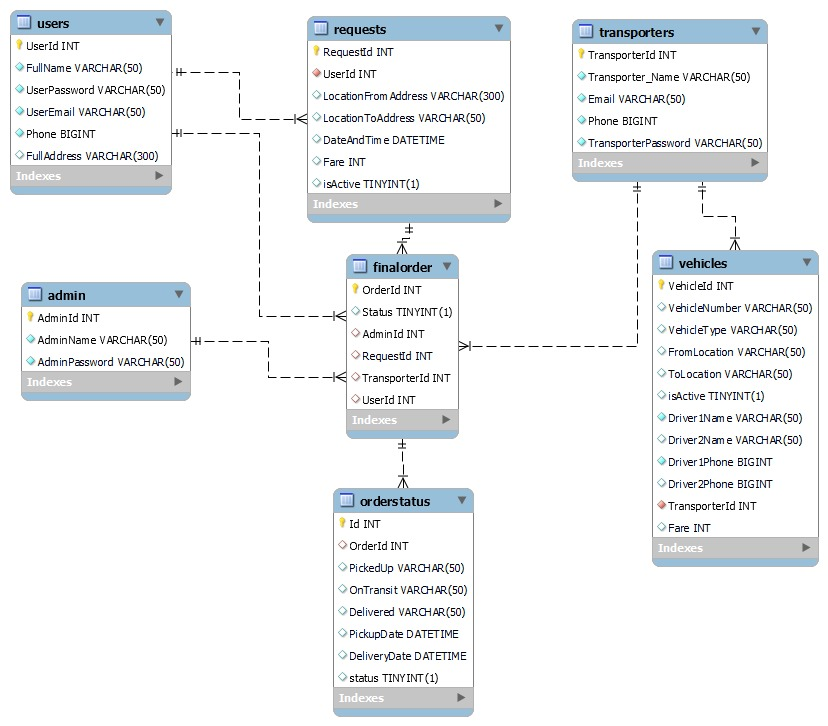 users
UserId INT
FullName VARCHAR(50)
UserPassword VARCHAR(50)
UserEmail VARCHAR(50)
Phone BIGINT
FullAddress VARCHAR(300)
Indexes
requests
RequestId INT
UserId INT
LocationFromAddress VARCHAR(300)
LocationToAddress VARCHAR(50)
DateAndTime DATETIME
Fare INT
isActive TINYINT(1)
Indexes
transporters
TransporterId INT
Transporter_Name VARCHAR(50)
Email VARCHAR(50)
Phone BIGINT
TransporterPassword VARCHAR(50)
Indexes
admin
AdminId INT
AdminName VARCHAR(50)
AdminPassword VARCHAR(50)
Indexes
finalorder
OrderId INT
Status TINYINT(1)
AdminId INT
RequestId INT
TransporterId INT
UserId INT
Indexes
vehicles
VehicleId INT
VehicleNumber VARCHAR(50)
VehicleType VARCHAR(50)
FromLocation VARCHAR(50)
ToLocation VARCHAR(50)
isActive TINYINT(1)
Driver1Name VARCHAR(50)
Driver2Name VARCHAR(50)
Driver1Phone BIGINT
Driver2Phone BIGINT
TransporterId INT
Fare INT
Indexes
orderstatus
Id INT
OrderId INT
PickedUp VARCHAR(50)
OnTransit VARCHAR(50)
Delivered VARCHAR(50)
PickupDate DATETIME
DeliveryDate DATETIME
status TINYINT(1)
Indexes